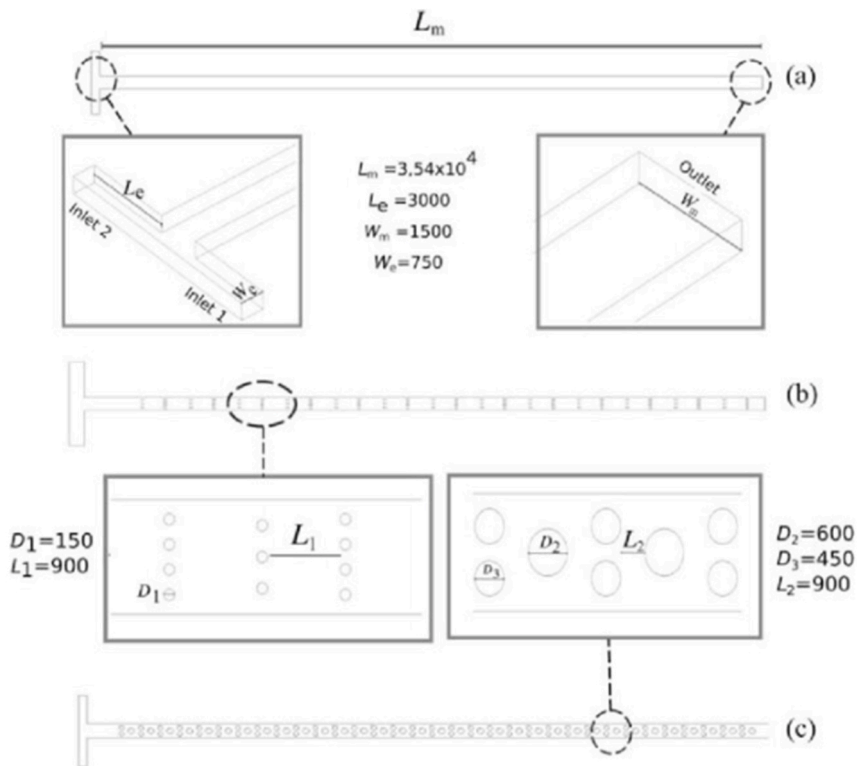 Lm
(a)
Le
Inlet 2
Inlet 1
We
Lm =3,54x10^4
Le =3000
Wm =1500
We=750
Outlet
Wm
(b)
D1=150
L1=900
L1
D1
D2
L2
D3
D2=600
D3=450
L2=900
(c)